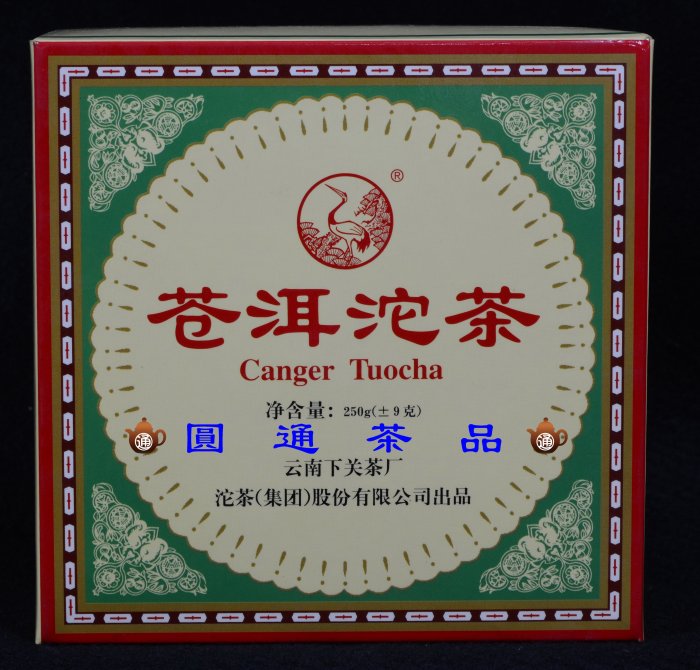 ®
苍洱沱茶
Canger Tuocha
净含量: 250g(±9克)
通 圓通茶品 通
云南下关茶厂
沱茶(集团)股份有限公司出品